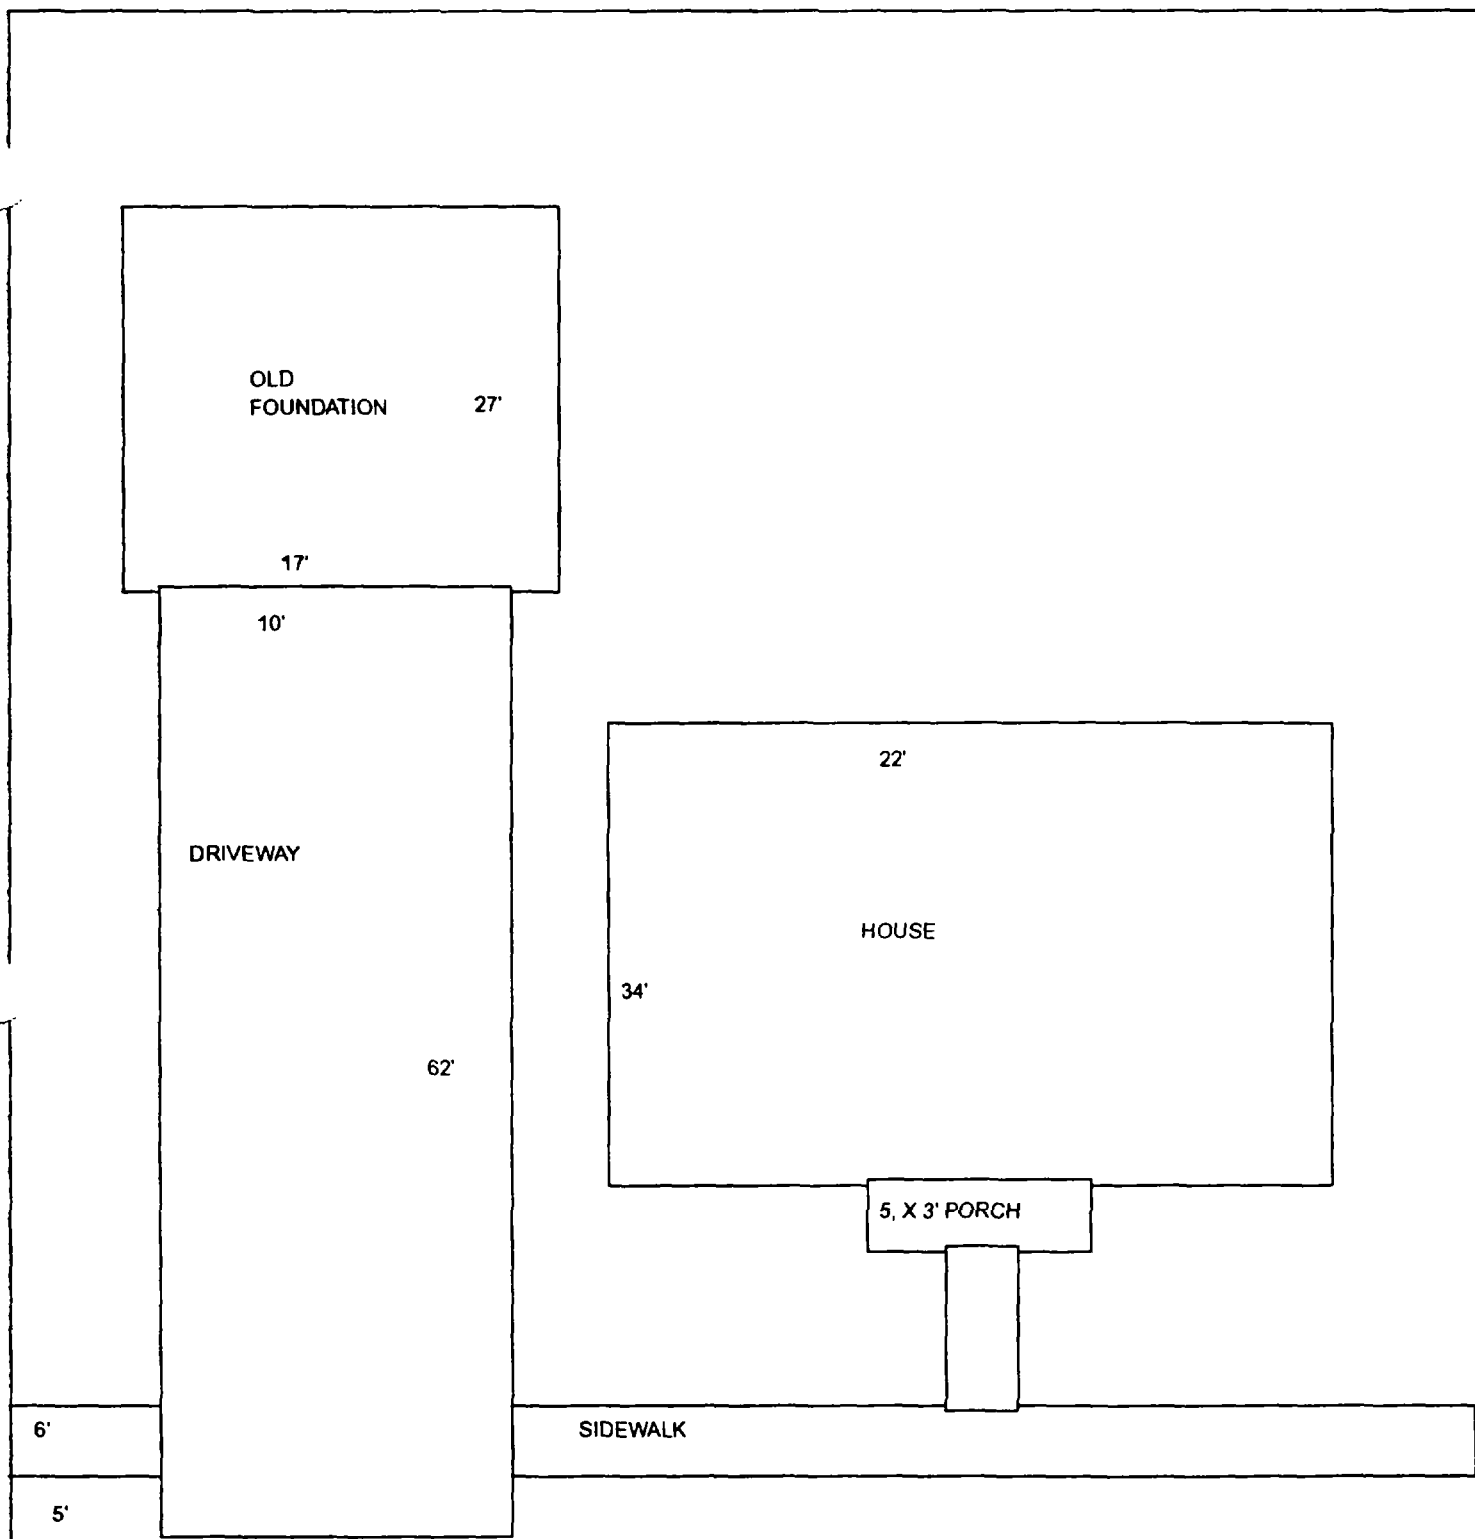 OLD
FOUNDATION
27'
17'
10'
22'
DRIVEWAY
HOUSE
34'
62'
5, X 3' PORCH
6'
SIDEWALK
5'